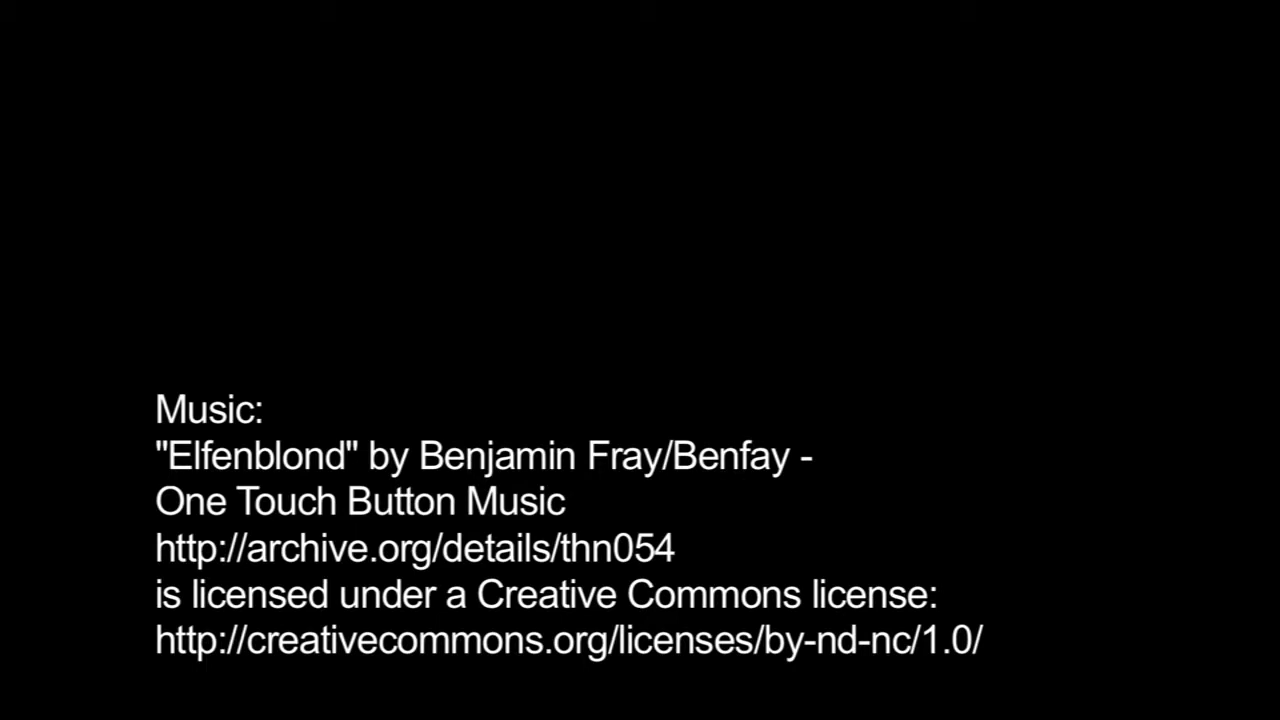 Music:
"Elfenblond" by Benjamin Fray/Benfay -
One Touch Button Music
http://archive.org/details/thn054
is licensed under a Creative Commons license:
http://creativecommons.org/licenses/by-nd-nc/1.0/